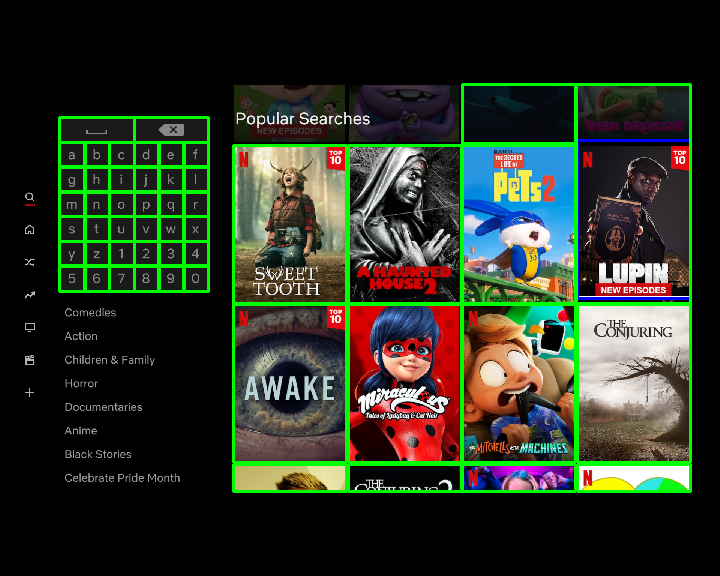 NEW EPISODES
Popular Searches
a b c d e f
g h i j k l
m n o p q r
s t u v w x
y z 1 2 3 4
5 6 7 8 9 0
Comedies
Action
Children & Family
Horror
Documentaries
Anime
Black Stories
Celebrate Pride Month
N
TOP
10
SWEET
TOOTH
A HAUNTED
HOUSE 2
THE SECRET
LIFE OF
PETS 2
N
TOP
10
LUPIN
NEW EPISODES
N
TOP
10
AWAKE
Miraculous
Tales of Ladybug & Cat Noir
N
THE MITCHELLS VS THE MACHINES
THE
CONJURING
THE
CONJURING 2
N
N